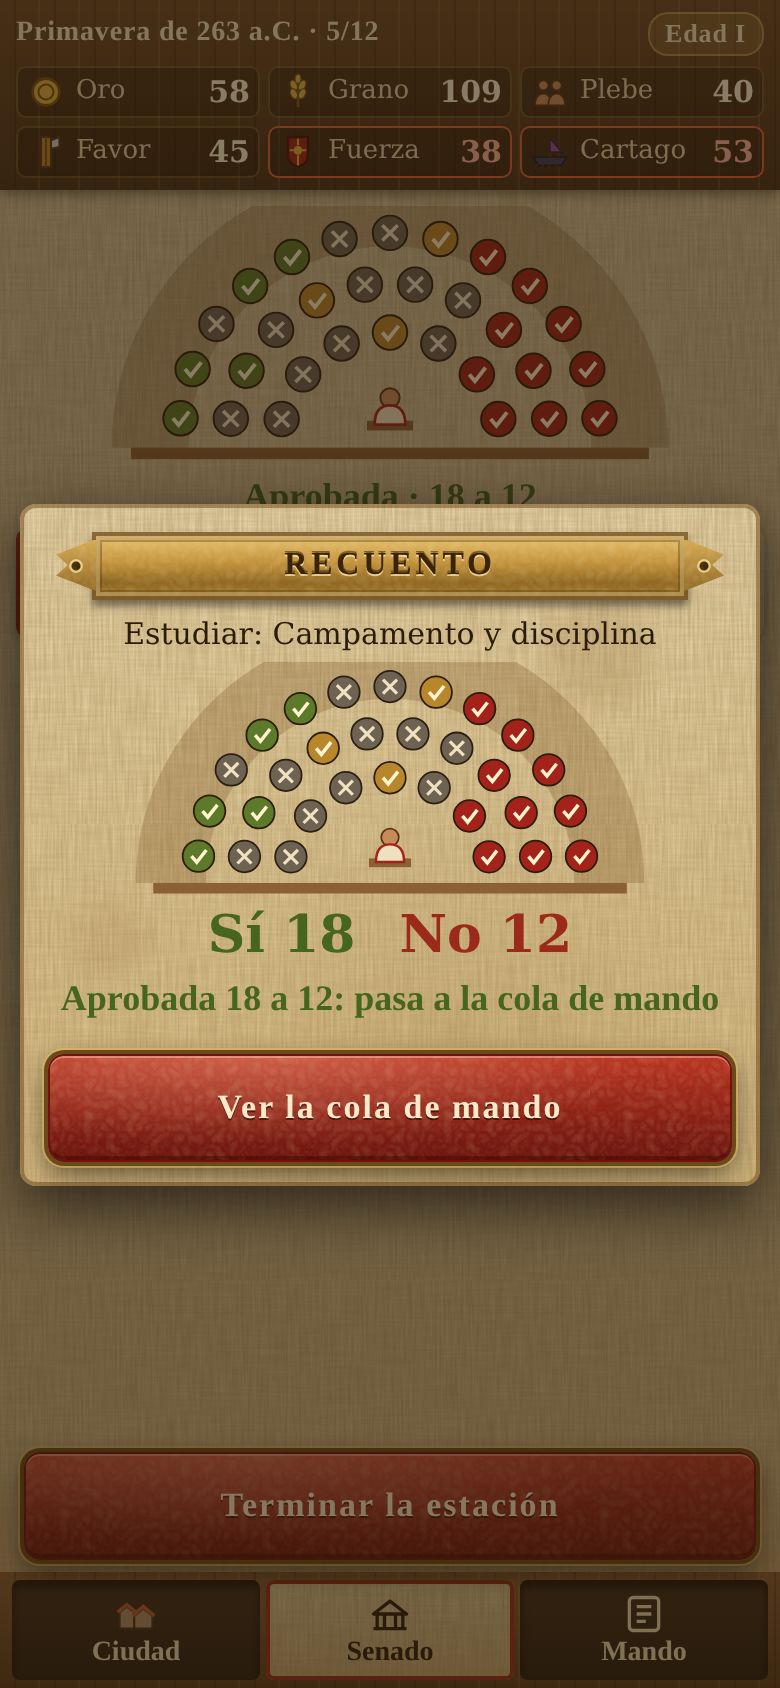 Primavera de 263 a.C. · 5/12
Edad I
Oro 58
Grano 109
Plebe 40
Favor 45
Fuerza 38
Cartago 53
Aprobada · 18 a 12
RECUENTO
Estudiar: Campamento y disciplina
Sí 18 No 12
Aprobada 18 a 12: pasa a la cola de mando
Ver la cola de mando
Terminar la estación
Ciudad
Senado
Mando